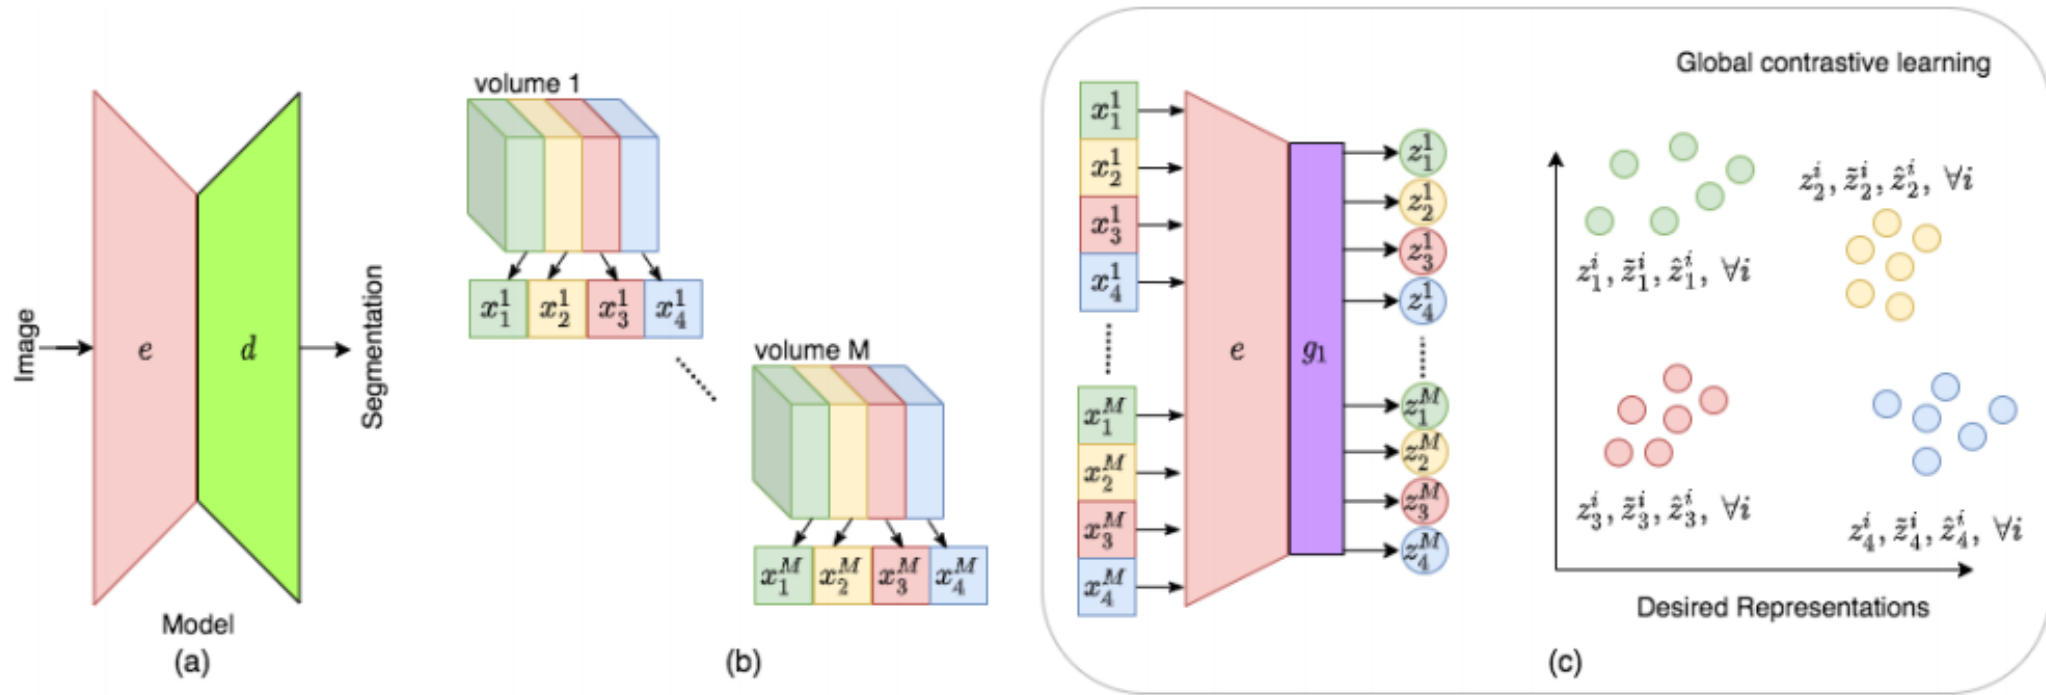 Image
e
d
Segmentation
Model
(a)
volume 1
x_1^1 x_2^1 x_3^1 x_4^1
volume M
x_1^M x_2^M x_3^M x_4^M
(b)
Global contrastive learning
x_1^1
x_2^1
x_3^1
x_4^1
x_1^M
x_2^M
x_3^M
x_4^M
e
g_1
z_1^1
z_2^1
z_3^1
z_4^1
z_1^M
z_2^M
z_3^M
z_4^M
z_2^i, z̃_2^i, ẑ_2^i, ∀i
z_1^i, z̃_1^i, ẑ_1^i, ∀i
z_3^i, z̃_3^i, ẑ_3^i, ∀i
z_4^i, z̃_4^i, ẑ_4^i, ∀i
Desired Representations
(c)